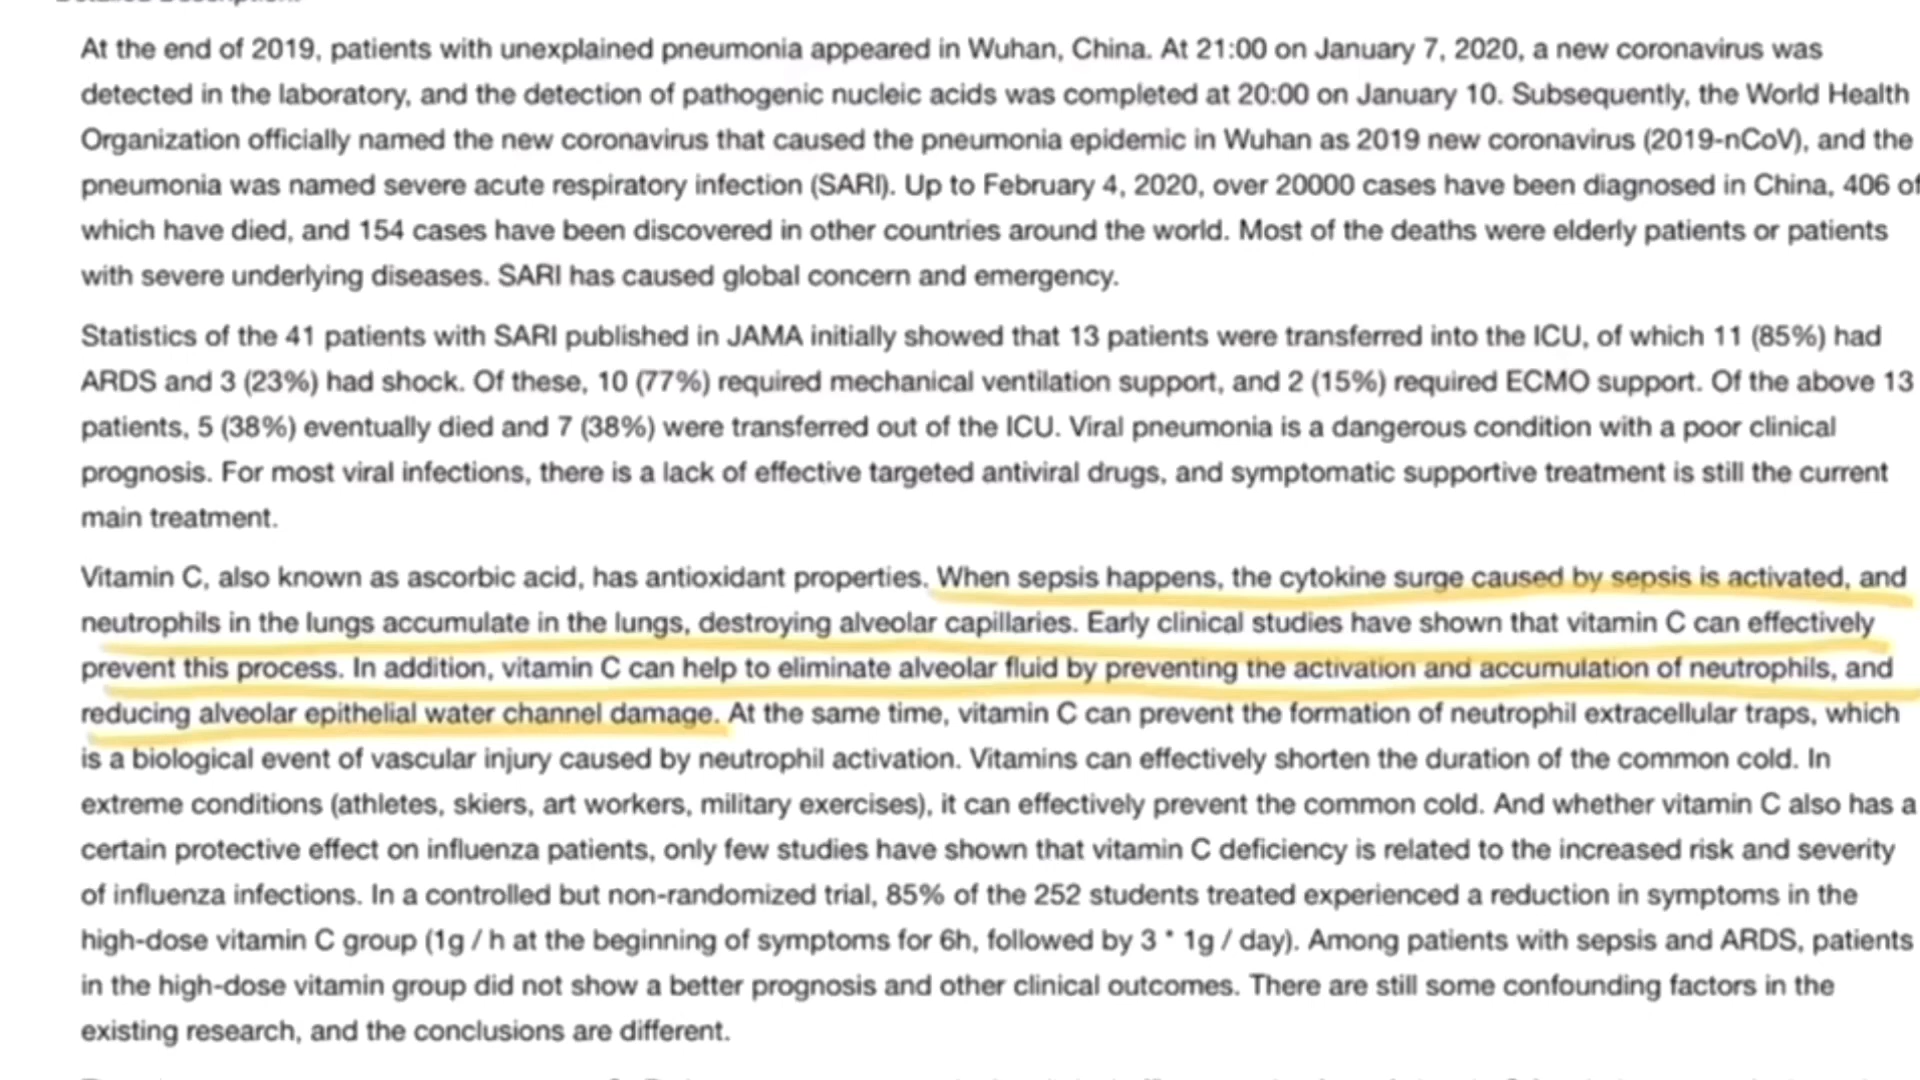 Detailed Description:
At the end of 2019, patients with unexplained pneumonia appeared in Wuhan, China. At 21:00 on January 7, 2020, a new coronavirus was
detected in the laboratory, and the detection of pathogenic nucleic acids was completed at 20:00 on January 10. Subsequently, the World Health
Organization officially named the new coronavirus that caused the pneumonia epidemic in Wuhan as 2019 new coronavirus (2019-nCoV), and the
pneumonia was named severe acute respiratory infection (SARI). Up to February 4, 2020, over 20000 cases have been diagnosed in China, 406 of
which have died, and 154 cases have been discovered in other countries around the world. Most of the deaths were elderly patients or patients
with severe underlying diseases. SARI has caused global concern and emergency.
Statistics of the 41 patients with SARI published in JAMA initially showed that 13 patients were transferred into the ICU, of which 11 (85%) had
ARDS and 3 (23%) had shock. Of these, 10 (77%) required mechanical ventilation support, and 2 (15%) required ECMO support. Of the above 13
patients, 5 (38%) eventually died and 7 (38%) were transferred out of the ICU. Viral pneumonia is a dangerous condition with a poor clinical
prognosis. For most viral infections, there is a lack of effective targeted antiviral drugs, and symptomatic supportive treatment is still the current
main treatment.
Vitamin C, also known as ascorbic acid, has antioxidant properties. When sepsis happens, the cytokine surge caused by sepsis is activated, and
neutrophils in the lungs accumulate in the lungs, destroying alveolar capillaries. Early clinical studies have shown that vitamin C can effectively
prevent this process. In addition, vitamin C can help to eliminate alveolar fluid by preventing the activation and accumulation of neutrophils, and
reducing alveolar epithelial water channel damage. At the same time, vitamin C can prevent the formation of neutrophil extracellular traps, which
is a biological event of vascular injury caused by neutrophil activation. Vitamins can effectively shorten the duration of the common cold. In
extreme conditions (athletes, skiers, art workers, military exercises), it can effectively prevent the common cold. And whether vitamin C also has a
certain protective effect on influenza patients, only few studies have shown that vitamin C deficiency is related to the increased risk and severity
of influenza infections. In a controlled but non-randomized trial, 85% of the 252 students treated experienced a reduction in symptoms in the
high-dose vitamin C group (1g / h at the beginning of symptoms for 6h, followed by 3 * 1g / day). Among patients with sepsis and ARDS, patients
in the high-dose vitamin group did not show a better prognosis and other clinical outcomes. There are still some confounding factors in the
existing research, and the conclusions are different.